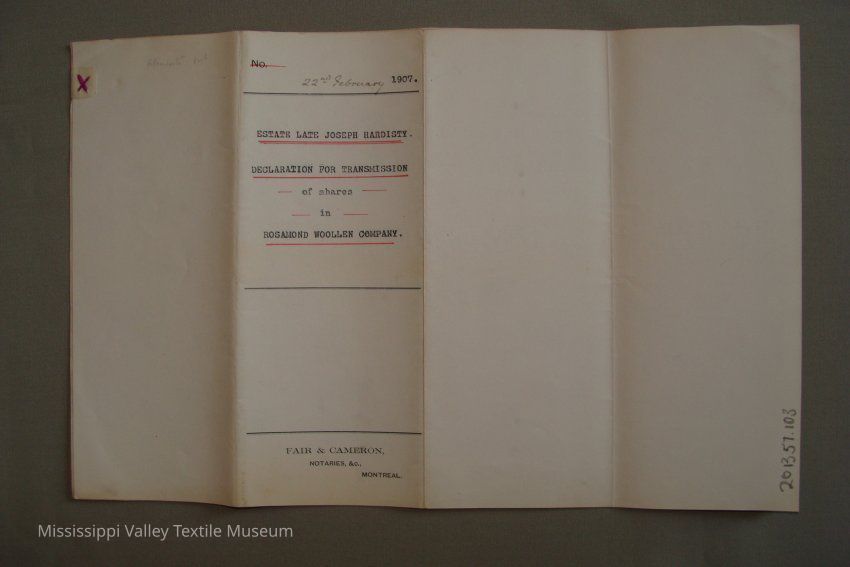 No.
22nd February 1907.
ESTATE LATE JOSEPH HARDISTY.
DECLARATION FOR TRANSMISSION
of shares
in
ROSAMOND WOOLLEN COMPANY.
FAIR & CAMERON,
NOTARIES, &c.,
MONTREAL.
X
2013.57.103
Mississippi Valley Textile Museum